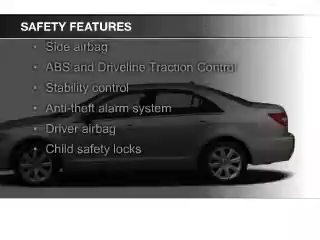 SAFETY FEATURES
• Side airbag
• ABS and Driveline Traction Control
• Stability control
• Anti-theft alarm system
• Driver airbag
• Child safety locks